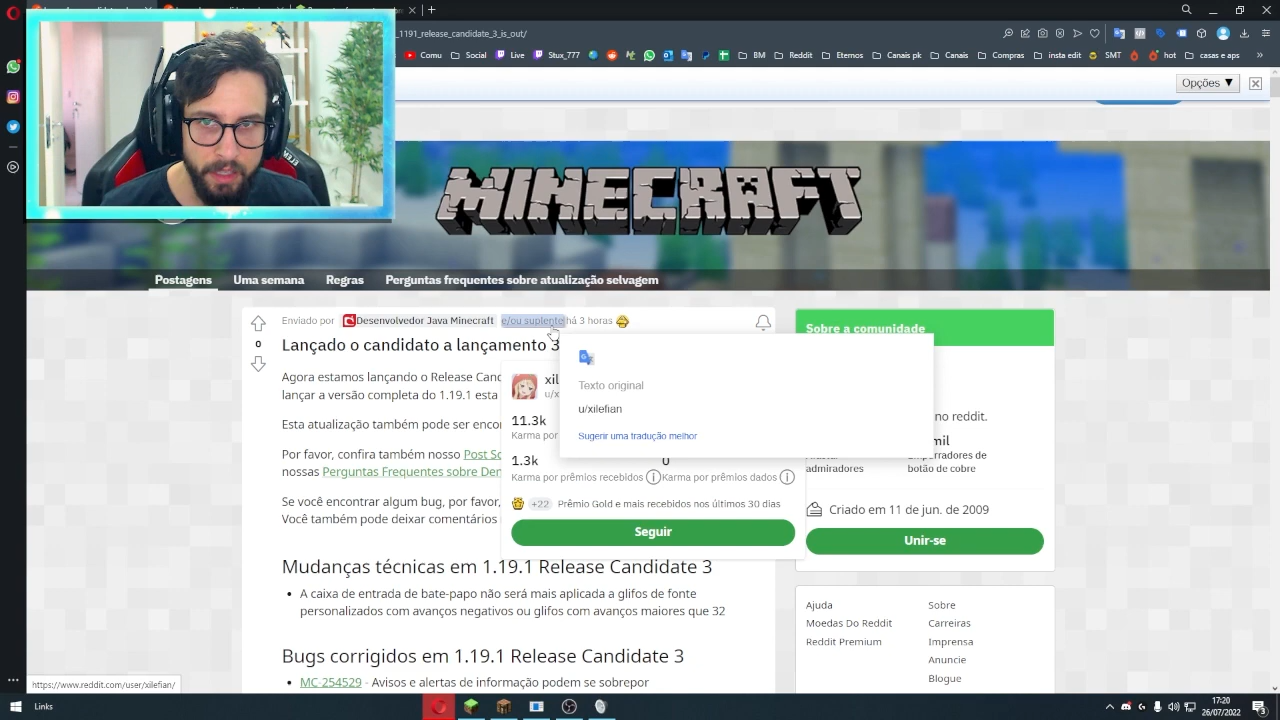 _1191_release_candidate_3_is_out/
Comu
Canais
Live
Stux_777
Social
BM
Reddit
Eternos
Canais pk
Canais
Compras
insta edit
SMT
hot
casas e aps
Opções ▼
MINECRAFT
Postagens
Uma semana
Regras
Perguntas frequentes sobre atualização selvagem
Enviado por
Desenvolvedor Java Minecraft
e/ou suplente há 3 horas
0
Lançado o candidato a lançamento 3
Agora estamos lançando o Release Canc
lançar a versão completa do 1.19.1 esta
Esta atualização também pode ser encor
Por favor, confira também nosso Post Sc
nossas Perguntas Frequentes sobre Den
Se você encontrar algum bug, por favor,
Você também pode deixar comentários
Mudanças técnicas em 1.19.1 Release Candidate 3
• A caixa de entrada de bate-papo não será mais aplicada a glifos de fonte
personalizados com avanços negativos ou glifos com avanços maiores que 32
Bugs corrigidos em 1.19.1 Release Candidate 3
• MC-254529 - Avisos e alertas de informação podem se sobrepor
xil
u/x
11.3k
Karma por
1.3k
0
Karma por prêmios recebidos
Karma por prêmios dados
+22
Prêmio Gold e mais recebidos nos últimos 30 dias
Seguir
Texto original
u/xilefian
Sugerir uma tradução melhor
Sobre a comunidade
no reddit.
mil
admiradores
botão de cobre
Criado em 11 de jun. de 2009
Unir-se
Ajuda
Moedas Do Reddit
Reddit Premium
Sobre
Carreiras
Imprensa
Anuncie
Blogue
https://www.reddit.com/user/xilefian/
Links
17:20
26/07/2022